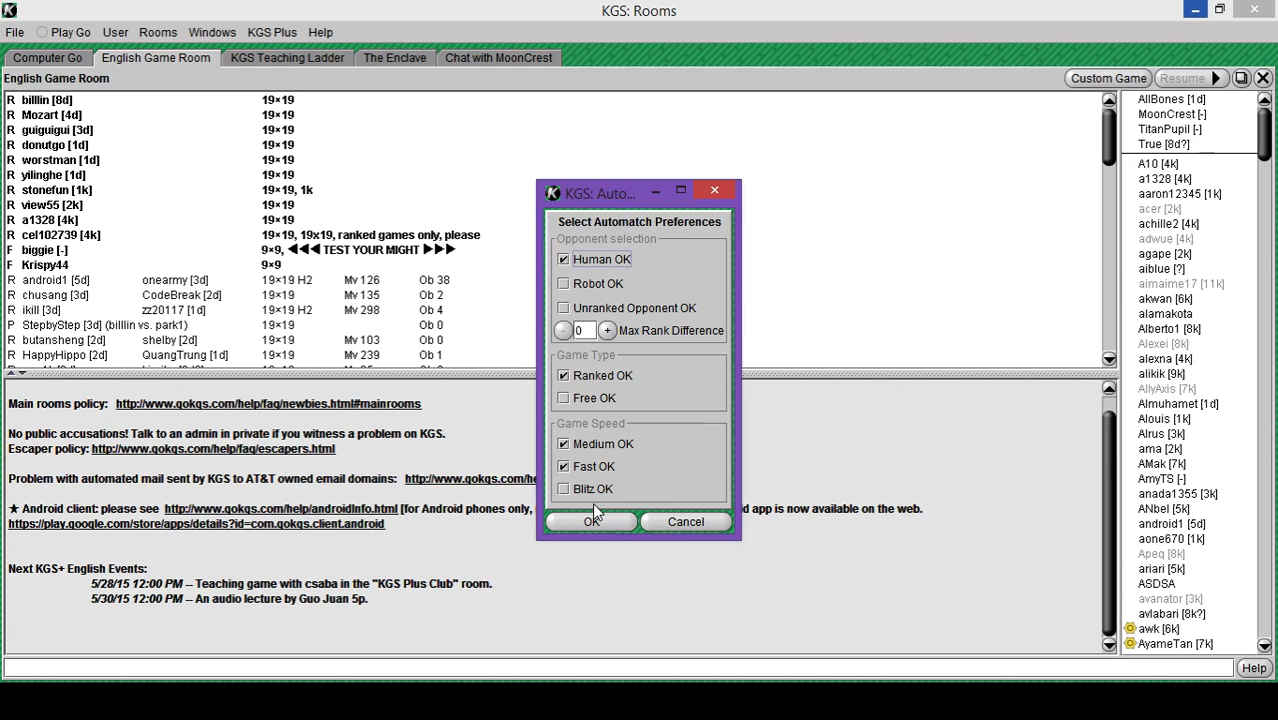 KGS: Rooms
File Play Go User Rooms Windows KGS Plus Help
Computer Go English Game Room KGS Teaching Ladder The Enclave Chat with MoonCrest
English Game Room Custom Game Resume
R billlin [8d] 19×19
R Mozart [4d] 19×19
R guiguigui [3d] 19×19
R donutgo [1d] 19×19
R worstman [1d] 19×19
R yilinghe [1d] 19×19
R stonefun [1k] 19×19, 1k
R view55 [2k] 19×19
R a1328 [4k] 19×19
R cel102739 [4k] 19×19, 19x19, ranked games only, please
F biggie [-] 9×9, ◀◀◀ TEST YOUR MIGHT ▶▶▶
F Krispy44 9×9
R android1 [5d] onearmy [3d] 19×19 H2 Mv 126 Ob 38
R chusang [3d] CodeBreak [2d] 19×19 Mv 135 Ob 2
R ikill [3d] zz20117 [1d] 19×19 H2 Mv 298 Ob 4
P StepbyStep [3d] (billlin vs. park1) 19×19 Ob 0
R butansheng [2d] shelby [2d] 19×19 Mv 103 Ob 0
R HappyHippo [2d] QuangTrung [1d] 19×19 Mv 239 Ob 1
Main rooms policy: http://www.gokgs.com/help/faq/newbies.html#mainrooms
No public accusations! Talk to an admin in private if you witness a problem on KGS.
Escaper policy: http://www.gokgs.com/help/faq/escapers.html
Problem with automated mail sent by KGS to AT&T owned email domains: http://www.gokgs.com/he
★ Android client: please see http://www.gokgs.com/help/androidInfo.html [for Android phones only, d app is now available on the web.
https://play.google.com/store/apps/details?id=com.gokgs.client.android
Next KGS+ English Events:
5/28/15 12:00 PM -- Teaching game with csaba in the "KGS Plus Club" room.
5/30/15 12:00 PM -- An audio lecture by Guo Juan 5p.
KGS: Auto...
Select Automatch Preferences
Opponent selection
Human OK
Robot OK
Unranked Opponent OK
- 0 + Max Rank Difference
Game Type
Ranked OK
Free OK
Game Speed
Medium OK
Fast OK
Blitz OK
OK Cancel
AllBones [1d]
MoonCrest [-]
TitanPupil [-]
True [8d?]
A10 [4k]
a1328 [4k]
aaron12345 [1k]
acer [2k]
achille2 [4k]
adwue [4k]
agape [2k]
aiblue [?]
aimaime17 [11k]
akwan [6k]
alamakota
Alberto1 [8k]
Alexei [8k]
alexna [4k]
alikik [9k]
AllyAxis [7k]
Almuhamet [1d]
Alouis [1d]
Alrus [3k]
ama [2k]
AMak [7k]
AmyTS [-]
anada1355 [3k]
ANbel [5k]
android1 [5d]
aone670 [1k]
Apeq [8k]
ariari [5k]
ASDSA
avanator [3k]
avlabari [8k?]
awk [6k]
AyameTan [7k]
Help